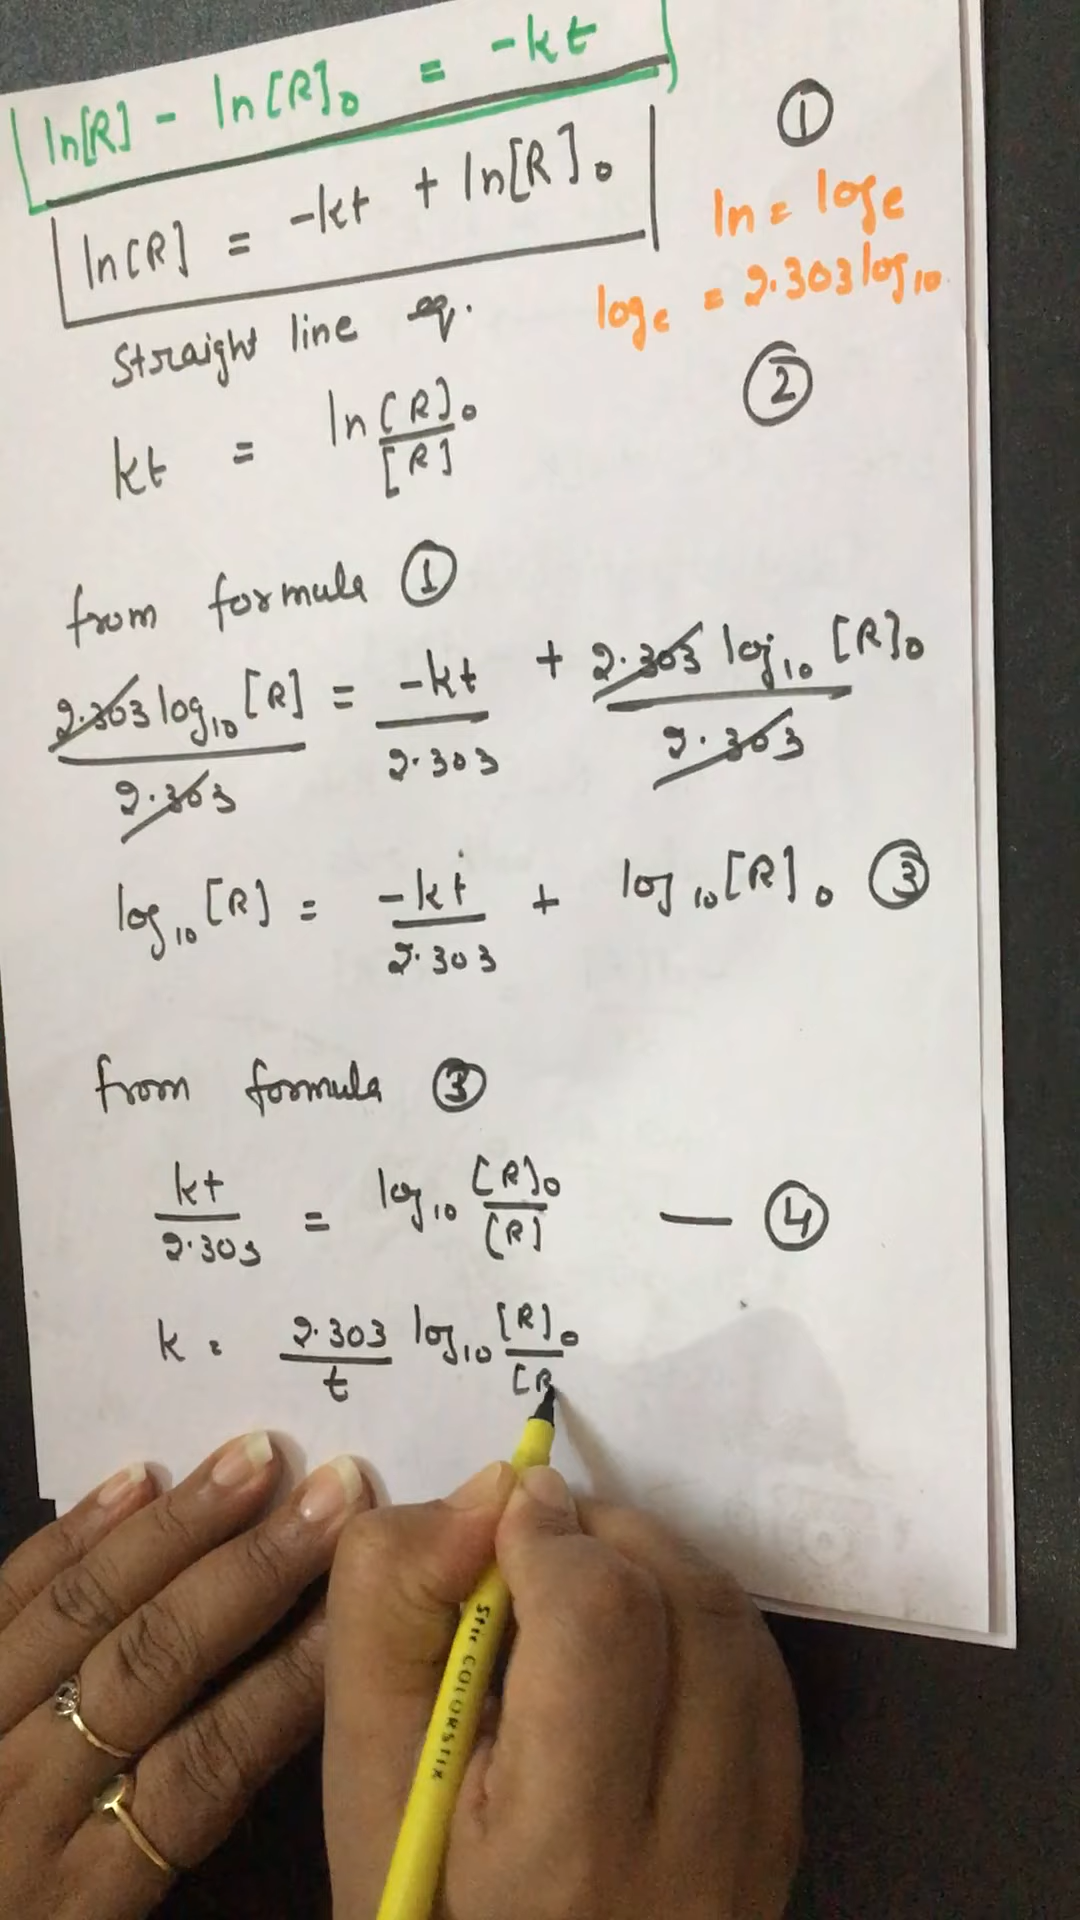 ln[R] - ln[R]₀ = -kt
ln[R] = -kt + ln[R]₀ ①
ln = logₑ
logₑ = 2.303 log₁₀
Straight line eq.
kt = ln [R]₀/[R] ②
from formula ①
2.303 log₁₀ [R]/2.303 = -kt/2.303 + 2.303 log₁₀ [R]₀/2.303
log₁₀ [R] = -kt/2.303 + log₁₀ [R]₀ ③
from formula ③
kt/2.303 = log₁₀ [R]₀/[R] — ④
k = 2.303/t log₁₀ [R]₀/[R
Stic COLORSTIX